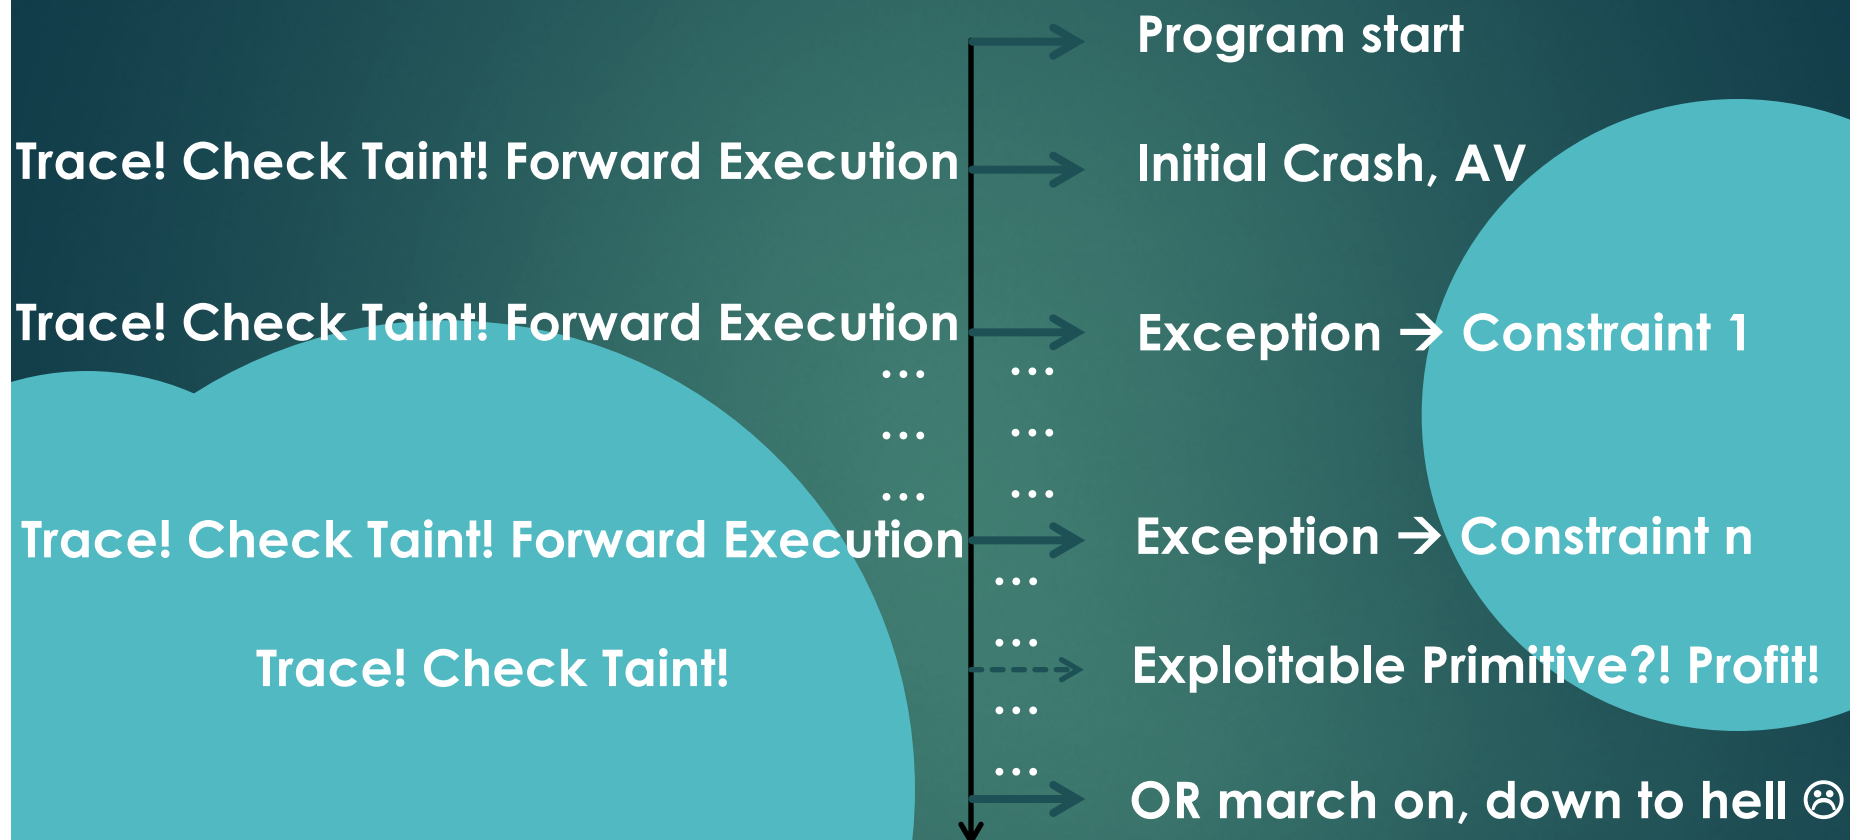 Program start
Trace! Check Taint! Forward Execution
Initial Crash, AV
Trace! Check Taint! Forward Execution
Exception → Constraint 1
... ...
... ...
... ...
Trace! Check Taint! Forward Execution
Exception → Constraint n
...
...
Trace! Check Taint!
Exploitable Primitive?! Profit!
...
...
OR march on, down to hell ☹